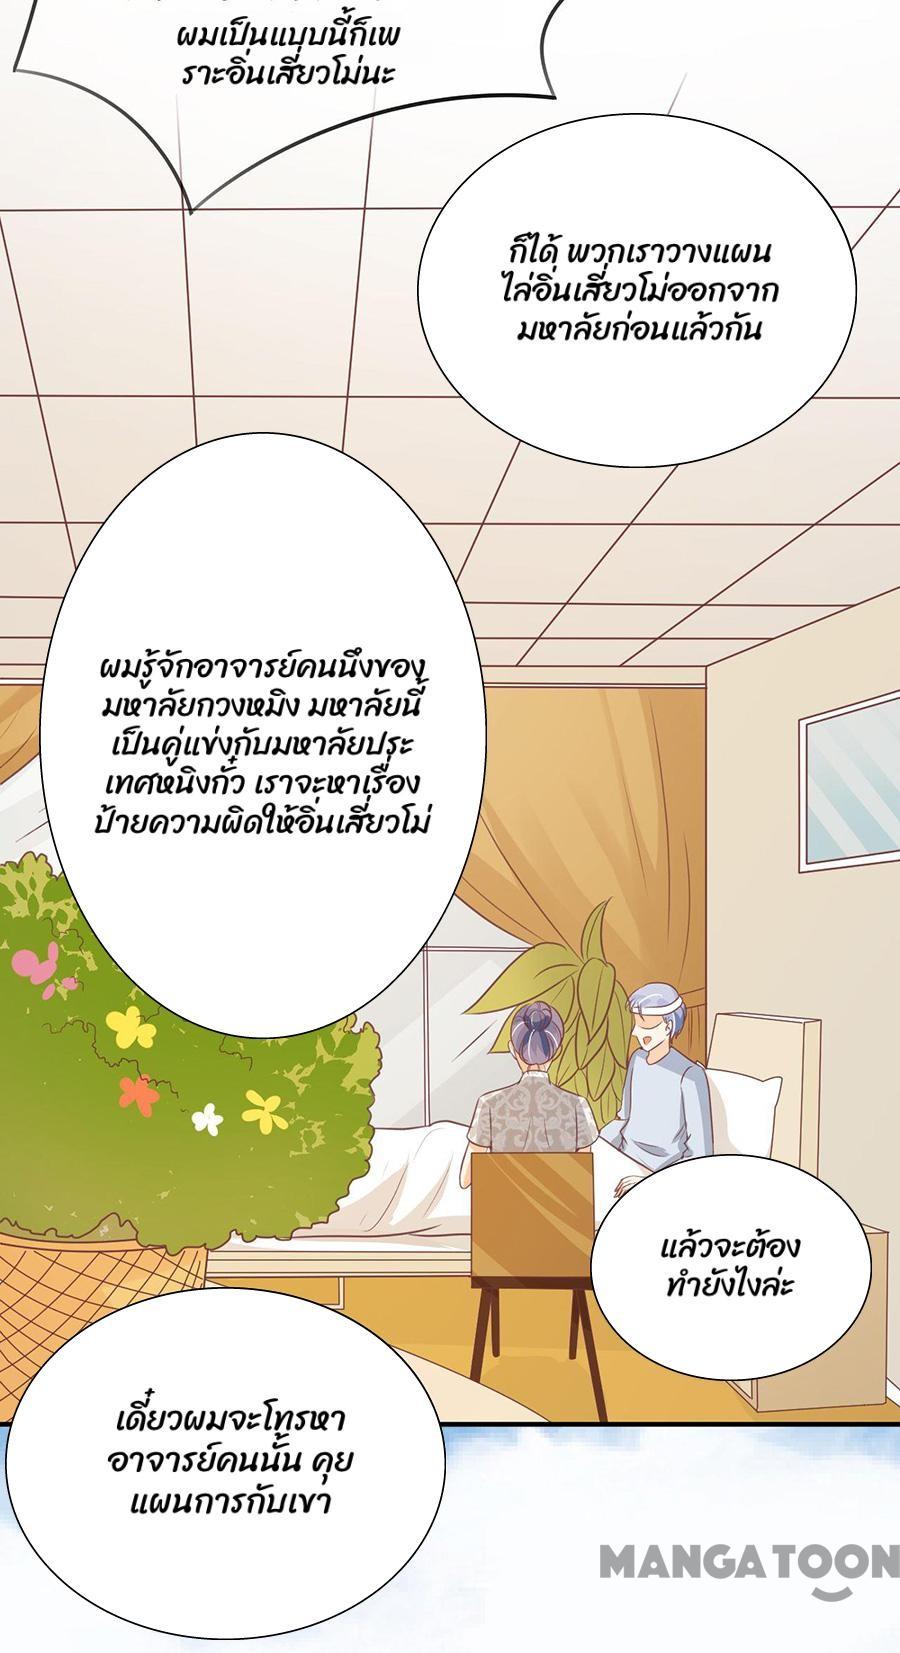 ผมเป็นแบบนี้ก็เพ
ราะอิ่นเสี่ยวโม่นะ
ก็ได้ พวกเราวางแผน
ไล่อิ่นเสี่ยวโม่ออกจาก
มหาลัยก่อนแล้วกัน
ผมรู้จักอาจารย์คนนึงของ
มหาลัยกวงหมิง มหาลัยนี้
เป็นคู่แข่งกับมหาลัยประ
เทศหนิงกั๋ว เราจะหาเรื่อง
ป้ายความผิดให้อิ่นเสี่ยวโม่
แล้วจะต้อง
ทำยังไงล่ะ
เดี๋ยวผมจะโทรหา
อาจารย์คนนั้น คุย
แผนการกับเขา
MANGATOON